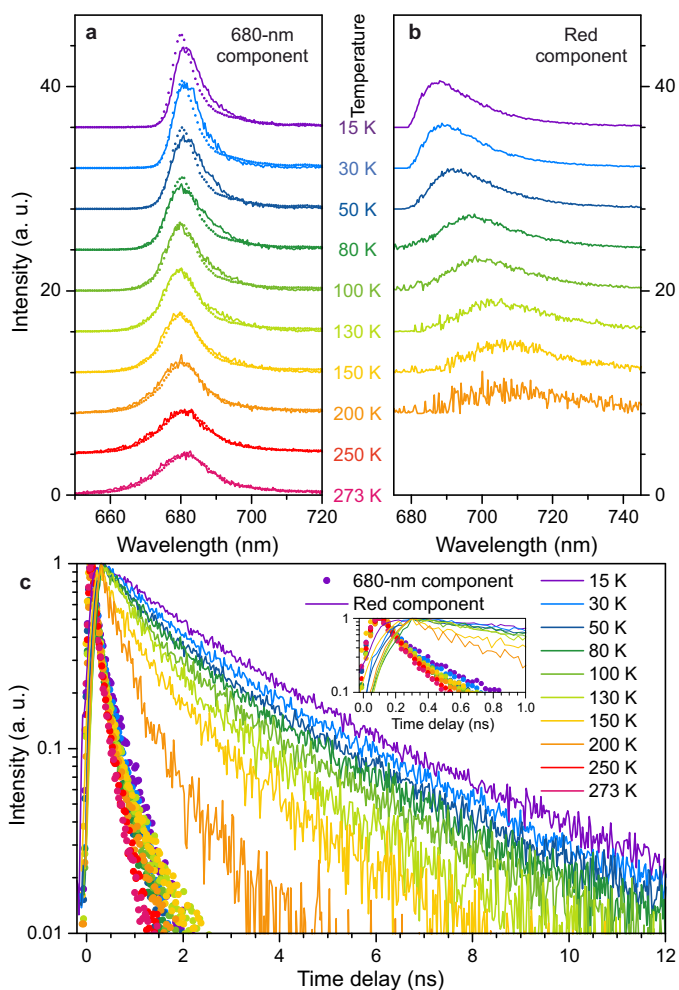 a
680-nm
component
b
Red
component
Temperature
Intensity (a. u.)
40
20
0
15 K
30 K
50 K
80 K
100 K
130 K
150 K
200 K
250 K
273 K
40
20
0
660 680 700 720
675 700 725
Wavelength (nm)
Wavelength (nm)
c
Intensity (a. u.)
1
0.1
0.01
680-nm component
Red component
1
0.1
0.0 0.2 0.4 0.6 0.8 1.0
Time delay (ns)
15 K
30 K
50 K
80 K
100 K
130 K
150 K
200 K
250 K
273 K
0 2 4 6 8 10 12
Time delay (ns)